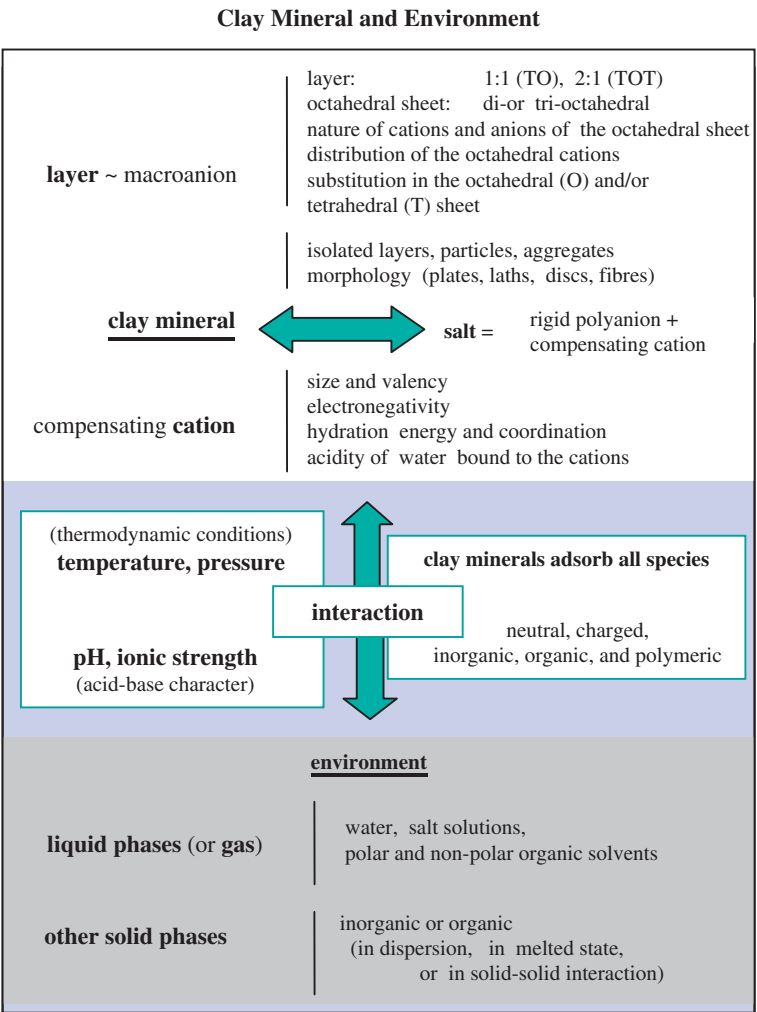 Clay Mineral and Environment
layer: 1:1 (TO), 2:1 (TOT)
octahedral sheet: di-or tri-octahedral
nature of cations and anions of the octahedral sheet
distribution of the octahedral cations
layer ~ macroanion
substitution in the octahedral (O) and/or
tetrahedral (T) sheet
isolated layers, particles, aggregates
morphology (plates, laths, discs, fibres)
clay mineral
salt =
rigid polyanion +
compensating cation
size and valency
electronegativity
compensating cation
hydration energy and coordination
acidity of water bound to the cations
(thermodynamic conditions)
temperature, pressure
clay minerals adsorb all species
interaction
pH, ionic strength
(acid-base character)
neutral, charged,
inorganic, organic, and polymeric
environment
liquid phases (or gas)
water, salt solutions,
polar and non-polar organic solvents
other solid phases
inorganic or organic
(in dispersion, in melted state,
or in solid-solid interaction)